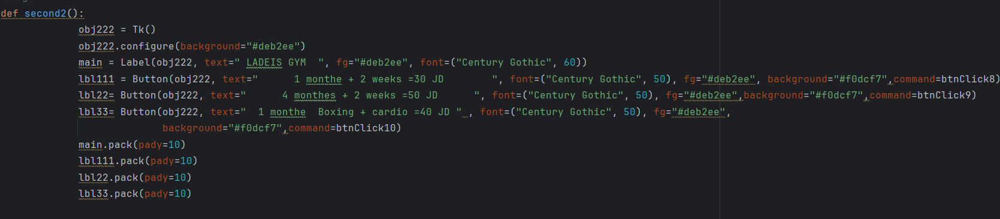 def second2():
obj222 = Tk()
obj222.configure(background="#deb2ee")
main = Label(obj222, text=" LADEIS GYM  ", fg="#deb2ee", font=("Century Gothic", 60))
lbl111 = Button(obj222, text="      1 monthe + 2 weeks =30 JD        ", font=("Century Gothic", 50), fg="#deb2ee", background="#f0dcf7",command=btnClick8)
lbl22= Button(obj222, text="      4 monthes + 2 weeks =50 JD      ", font=("Century Gothic", 50), fg="#deb2ee",background="#f0dcf7",command=btnClick9)
lbl33= Button(obj222, text="  1 monthe  Boxing + cardio =40 JD " , font=("Century Gothic", 50), fg="#deb2ee",
background="#f0dcf7",command=btnClick10)
main.pack(pady=10)
lbl111.pack(pady=10)
lbl22.pack(pady=10)
lbl33.pack(pady=10)